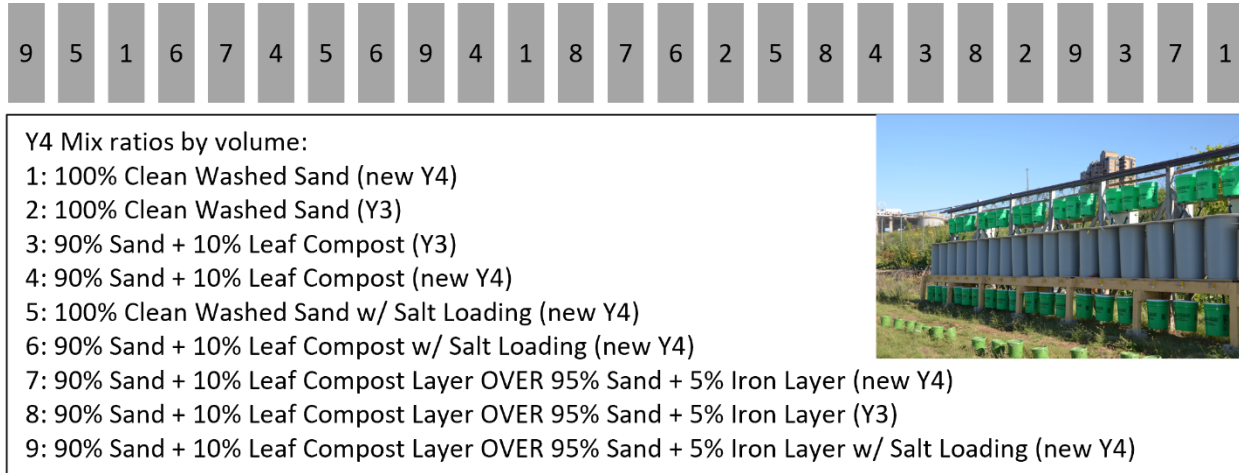 9 5 1 6 7 4 5 6 9 4 1 8 7 6 2 5 8 4 3 8 2 9 3 7 1
Y4 Mix ratios by volume:
1: 100% Clean Washed Sand (new Y4)
2: 100% Clean Washed Sand (Y3)
3: 90% Sand + 10% Leaf Compost (Y3)
4: 90% Sand + 10% Leaf Compost (new Y4)
5: 100% Clean Washed Sand w/ Salt Loading (new Y4)
6: 90% Sand + 10% Leaf Compost w/ Salt Loading (new Y4)
7: 90% Sand + 10% Leaf Compost Layer OVER 95% Sand + 5% Iron Layer (new Y4)
8: 90% Sand + 10% Leaf Compost Layer OVER 95% Sand + 5% Iron Layer (Y3)
9: 90% Sand + 10% Leaf Compost Layer OVER 95% Sand + 5% Iron Layer w/ Salt Loading (new Y4)